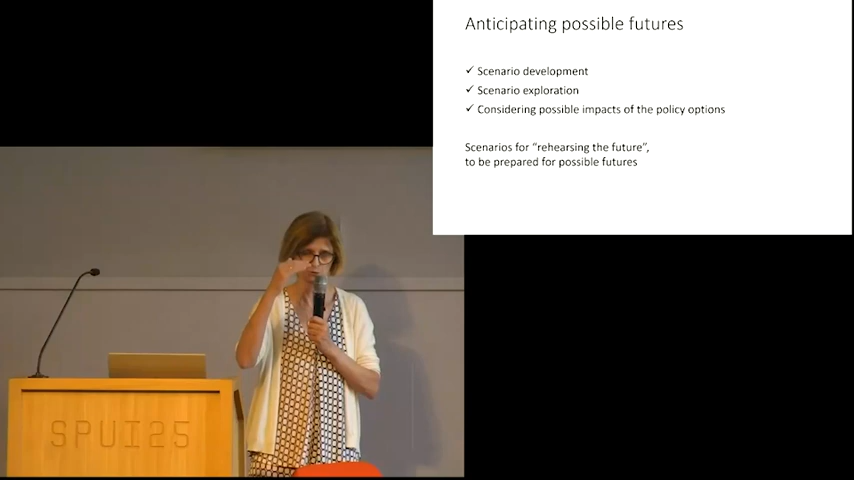 Anticipating possible futures
✓ Scenario development
✓ Scenario exploration
✓ Considering possible impacts of the policy options
Scenarios for “rehearsing the future”,
to be prepared for possible futures
SPUI25